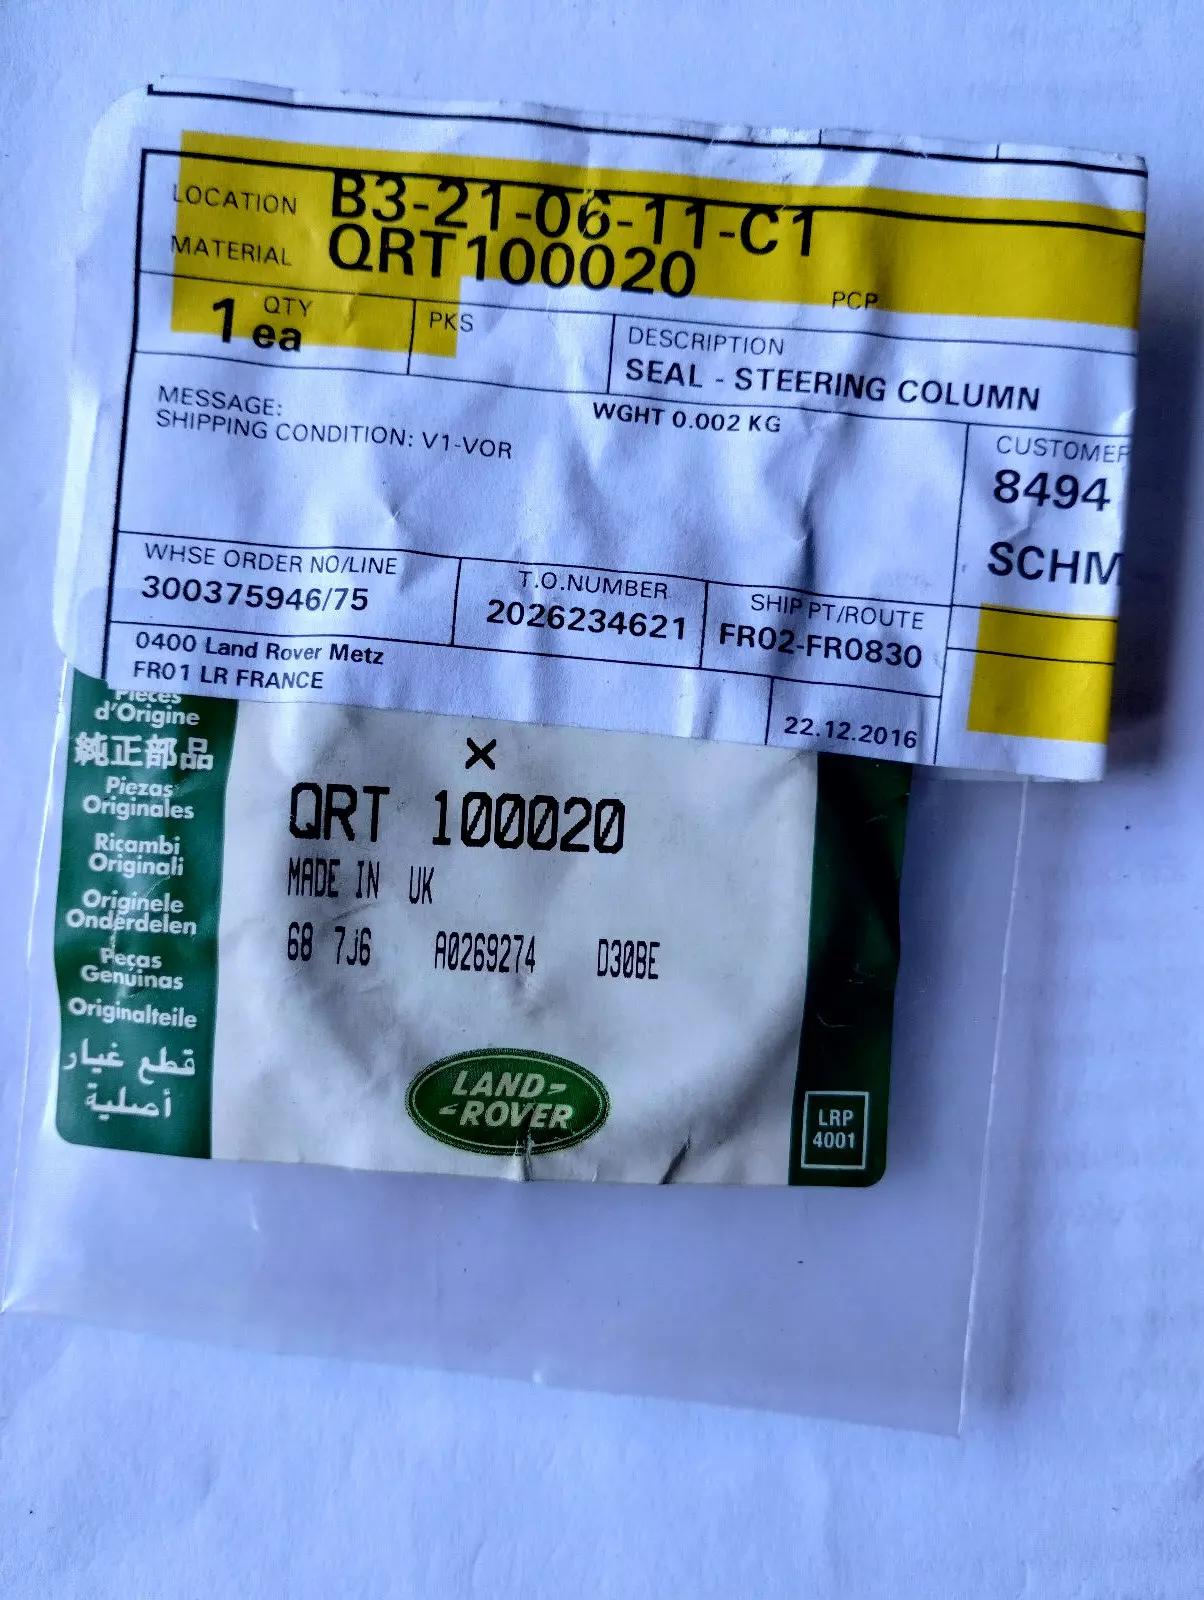 LOCATION B3-21-06-11-C1
MATERIAL QRT100020
PCP
QTY
1 ea
PKS
DESCRIPTION
SEAL - STEERING COLUMN
MESSAGE:
WGHT 0.002 KG
SHIPPING CONDITION: V1-VOR
CUSTOMER
8494
SCHM
WHSE ORDER NO/LINE
300375946/75
T.O.NUMBER
2026234621
SHIP PT/ROUTE
FR02-FR0830
0400 Land Rover Metz
FR01 LR FRANCE
22.12.2016
Pièces
d'Origine
純正部品
Piezas
Originales
Ricambi
Originali
Originele
Onderdelen
Peças
Genuinas
Originalteile
قطع غيار
أصلية
×
QRT 100020
MADE IN UK
68 7J6 A0269274 D30BE
LAND-
-ROVER
LRP
4001